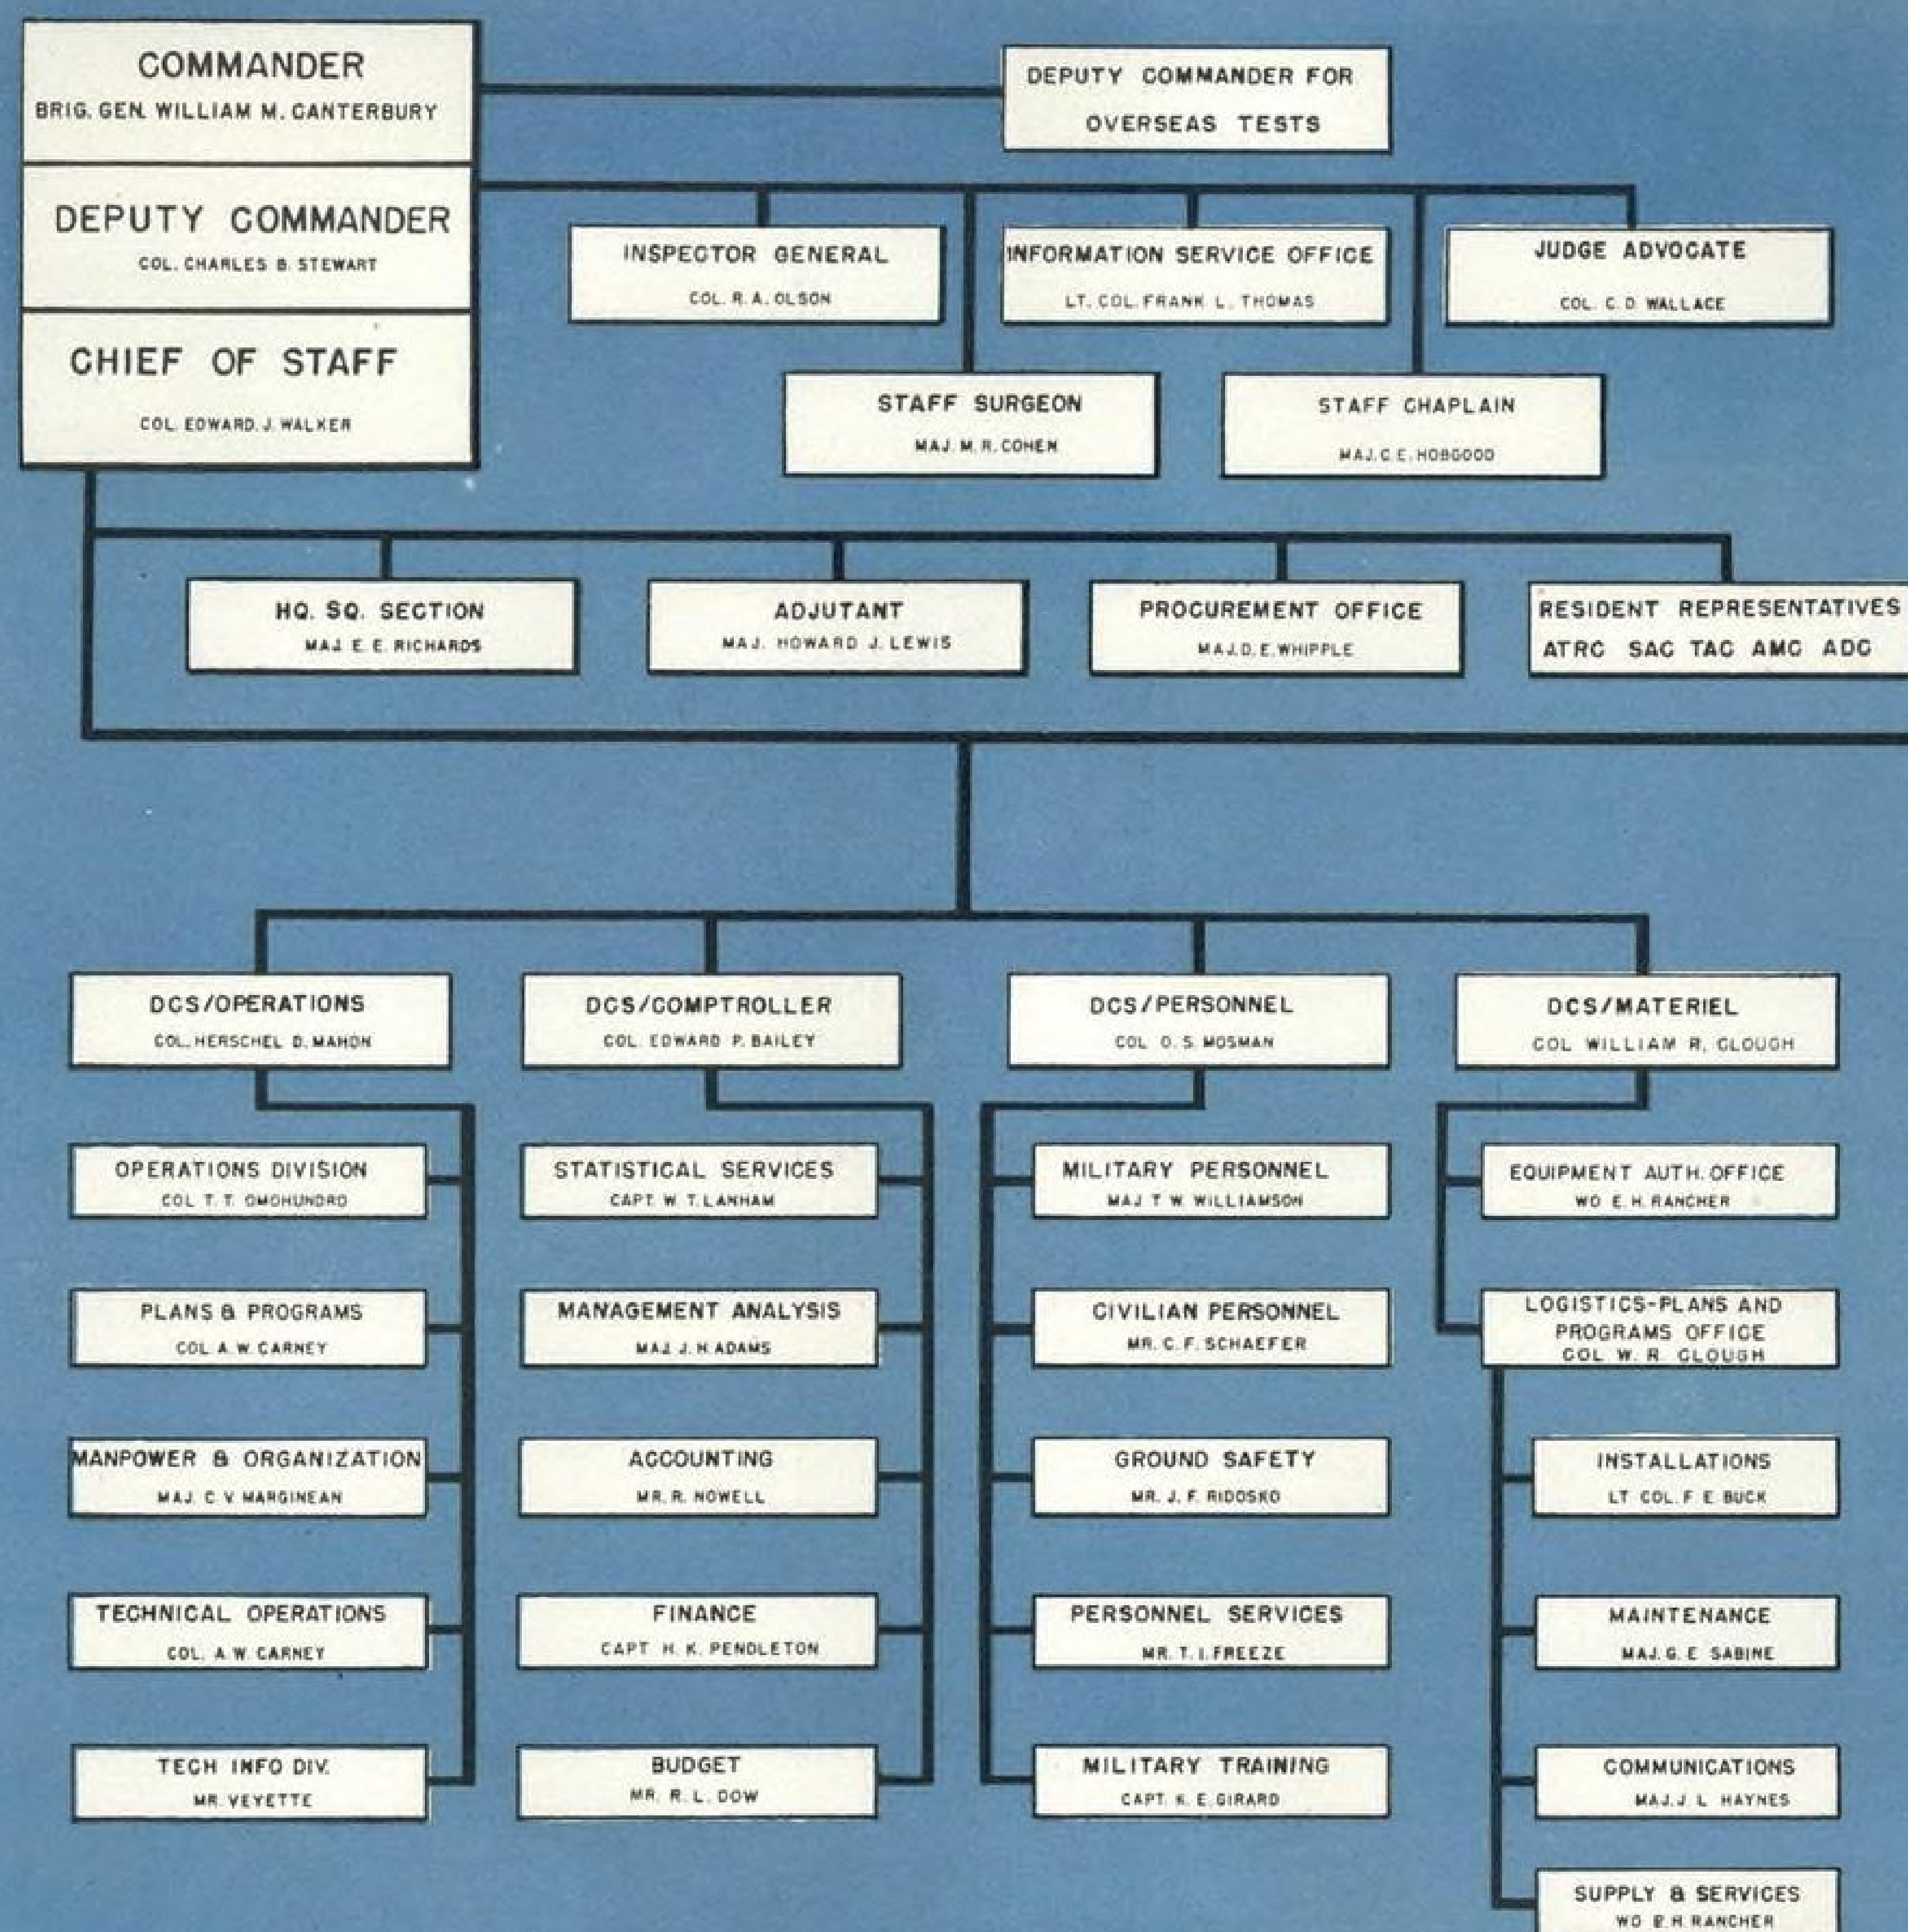 COMMANDER
BRIG. GEN. WILLIAM M. CANTERBURY
DEPUTY COMMANDER
COL. CHARLES B. STEWART
CHIEF OF STAFF
COL. EDWARD. J. WALKER
DEPUTY COMMANDER FOR
OVERSEAS TESTS
INSPECTOR GENERAL
COL. R. A. OLSON
INFORMATION SERVICE OFFICE
LT. COL. FRANK L. THOMAS
JUDGE ADVOCATE
COL. C. D. WALLACE
STAFF SURGEON
MAJ. M. R. COHEN
STAFF CHAPLAIN
MAJ. C. E. HOBGOOD
HQ. SQ. SECTION
MAJ. E. E. RICHARDS
ADJUTANT
MAJ. HOWARD J. LEWIS
PROCUREMENT OFFICE
MAJ. D. E. WHIPPLE
RESIDENT REPRESENTATIVES
ATRC SAC TAC AMC ADC
DCS/OPERATIONS
COL. HERSCHEL D. MAHON
DCS/COMPTROLLER
COL. EDWARD P. BAILEY
DCS/PERSONNEL
COL O. S. MOSMAN
DCS/MATERIEL
COL WILLIAM R. CLOUGH
OPERATIONS DIVISION
COL T. T. OMOHUNDRO
PLANS & PROGRAMS
COL A. W. CARNEY
MANPOWER & ORGANIZATION
MAJ. C. V. MARGINEAN
TECHNICAL OPERATIONS
COL. A. W. CARNEY
TECH INFO DIV.
MR. VEYETTE
STATISTICAL SERVICES
CAPT. W. T. LANHAM
MANAGEMENT ANALYSIS
MAJ. J. H. ADAMS
ACCOUNTING
MR. R. NOWELL
FINANCE
CAPT H. K. PENDLETON
BUDGET
MR. R. L. DOW
MILITARY PERSONNEL
MAJ T W. WILLIAMSON
CIVILIAN PERSONNEL
MR. C. F. SCHAEFER
GROUND SAFETY
MR. J. F. RIDOSKO
PERSONNEL SERVICES
MR. T. I. FREEZE
MILITARY TRAINING
CAPT. K. E. GIRARD
EQUIPMENT AUTH. OFFICE
WO E. H. RANCHER
LOGISTICS-PLANS AND
PROGRAMS OFFICE
COL W. R. CLOUGH
INSTALLATIONS
LT COL. F E BUCK
MAINTENANCE
MAJ. G. E SABINE
COMMUNICATIONS
MAJ. J. L HAYNES
SUPPLY & SERVICES
WO E. H. RANCHER